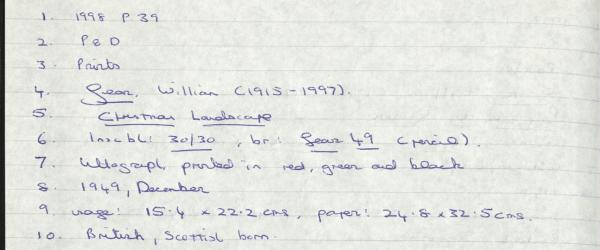 1. 1998 P 39
2. P & D
3. Prints
4. Gear, William (1915-1997).
5. Christmas Landscape
6. Insc bl: 30/30, br: Gear 49 (pencil).
7. Lithograph, printed in red, green and black
8. 1949, December
9. image: 15.4 x 22.2 cms, paper: 24.8 x 32.5 cms.
10. British, Scottish born.